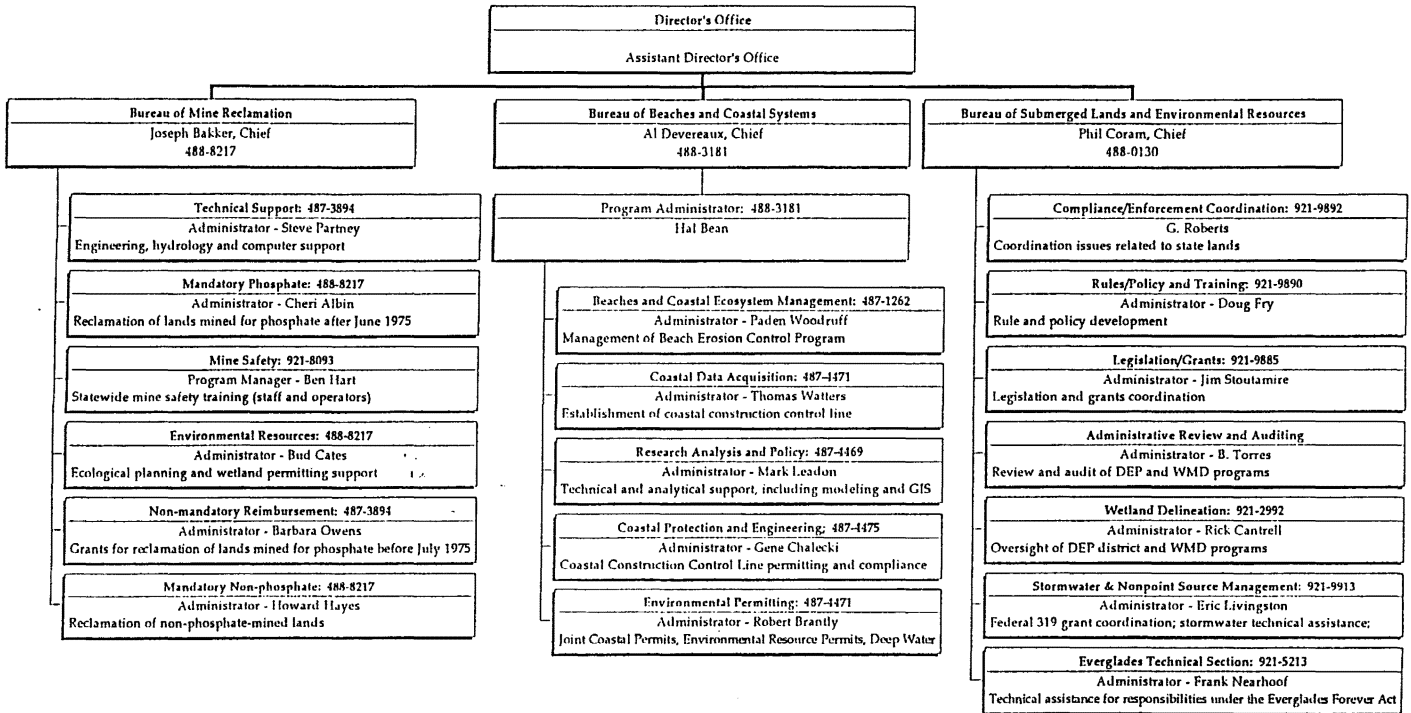 Director's Office
Assistant Director's Office
Bureau of Mine Reclamation
Joseph Bakker, Chief
488-8217
Technical Support: 487-3894
Administrator - Steve Partney
Engineering, hydrology and computer support
Mandatory Phosphate: 488-8217
Administrator - Cheri Albin
Reclamation of lands mined for phosphate after June 1975
Mine Safety: 921-8093
Program Manager - Ben Hart
Statewide mine safety training (staff and operators)
Environmental Resources: 488-8217
Administrator - Bud Cates
Ecological planning and wetland permitting support
Non-mandatory Reimbursement: 487-3894
Administrator - Barbara Owens
Grants for reclamation of lands mined for phosphate before July 1975
Mandatory Non-phosphate: 488-8217
Administrator - Howard Hayes
Reclamation of non-phosphate-mined lands
Bureau of Beaches and Coastal Systems
Al Devereaux, Chief
488-3181
Program Administrator: 488-3181
Hal Bean
Beaches and Coastal Ecosystem Management: 487-1262
Administrator - Paden Woodruff
Management of Beach Erosion Control Program
Coastal Data Acquisition: 487-4471
Administrator - Thomas Watters
Establishment of coastal construction control line
Research Analysis and Policy: 487-4469
Administrator - Mark Leadon
Technical and analytical support, including modeling and GIS
Coastal Protection and Engineering; 487-4475
Administrator - Gene Chalecki
Coastal Construction Control Line permitting and compliance
Environmental Permitting: 487-4471
Administrator - Robert Brantly
Joint Coastal Permits, Environmental Resource Permits, Deep Water
Bureau of Submerged Lands and Environmental Resources
Phil Coram, Chief
488-0130
Compliance/Enforcement Coordination: 921-9892
G. Roberts
Coordination issues related to state lands
Rules/Policy and Training: 921-9890
Administrator - Doug Fry
Rule and policy development
Legislation/Grants: 921-9885
Administrator - Jim Stoutamire
Legislation and grants coordination
Administrative Review and Auditing
Administrator - B. Torres
Review and audit of DEP and WMD programs
Wetland Delineation: 921-2992
Administrator - Rick Cantrell
Oversight of DEP district and WMD programs
Stormwater & Nonpoint Source Management: 921-9913
Administrator - Eric Livingston
Federal 319 grant coordination; stormwater technical assistance;
Everglades Technical Section: 921-5213
Administrator - Frank Nearhoof
Technical assistance for responsibilities under the Everglades Forever Act